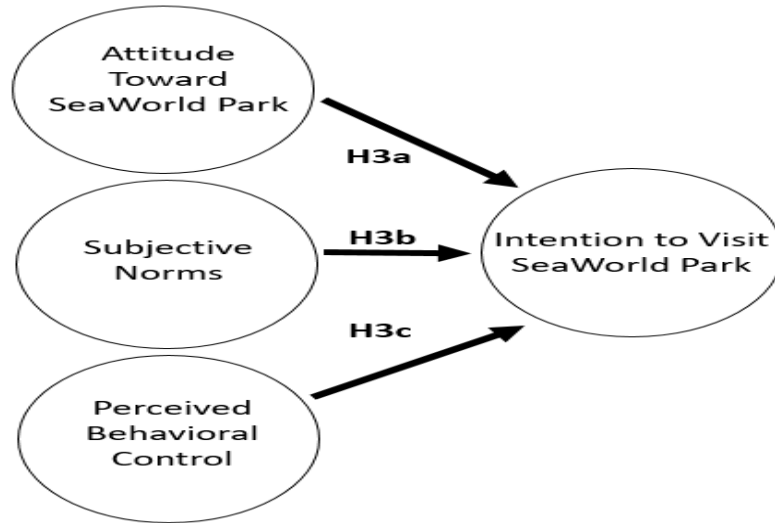 Attitude
Toward
SeaWorld Park
H3a
Subjective
Norms
H3b
Intention to Visit
SeaWorld Park
H3c
Perceived
Behavioral
Control